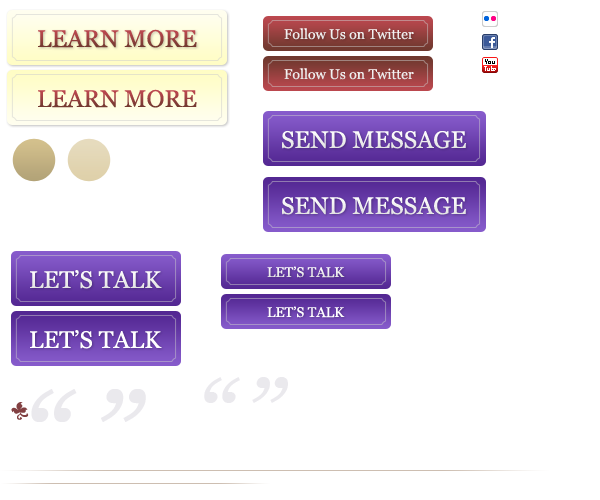 LEARN MORE
LEARN MORE
Follow Us on Twitter
Follow Us on Twitter
You
Tube
SEND MESSAGE
SEND MESSAGE
LET’S TALK
LET’S TALK
LET’S TALK
LET’S TALK
“ ”
“ ”